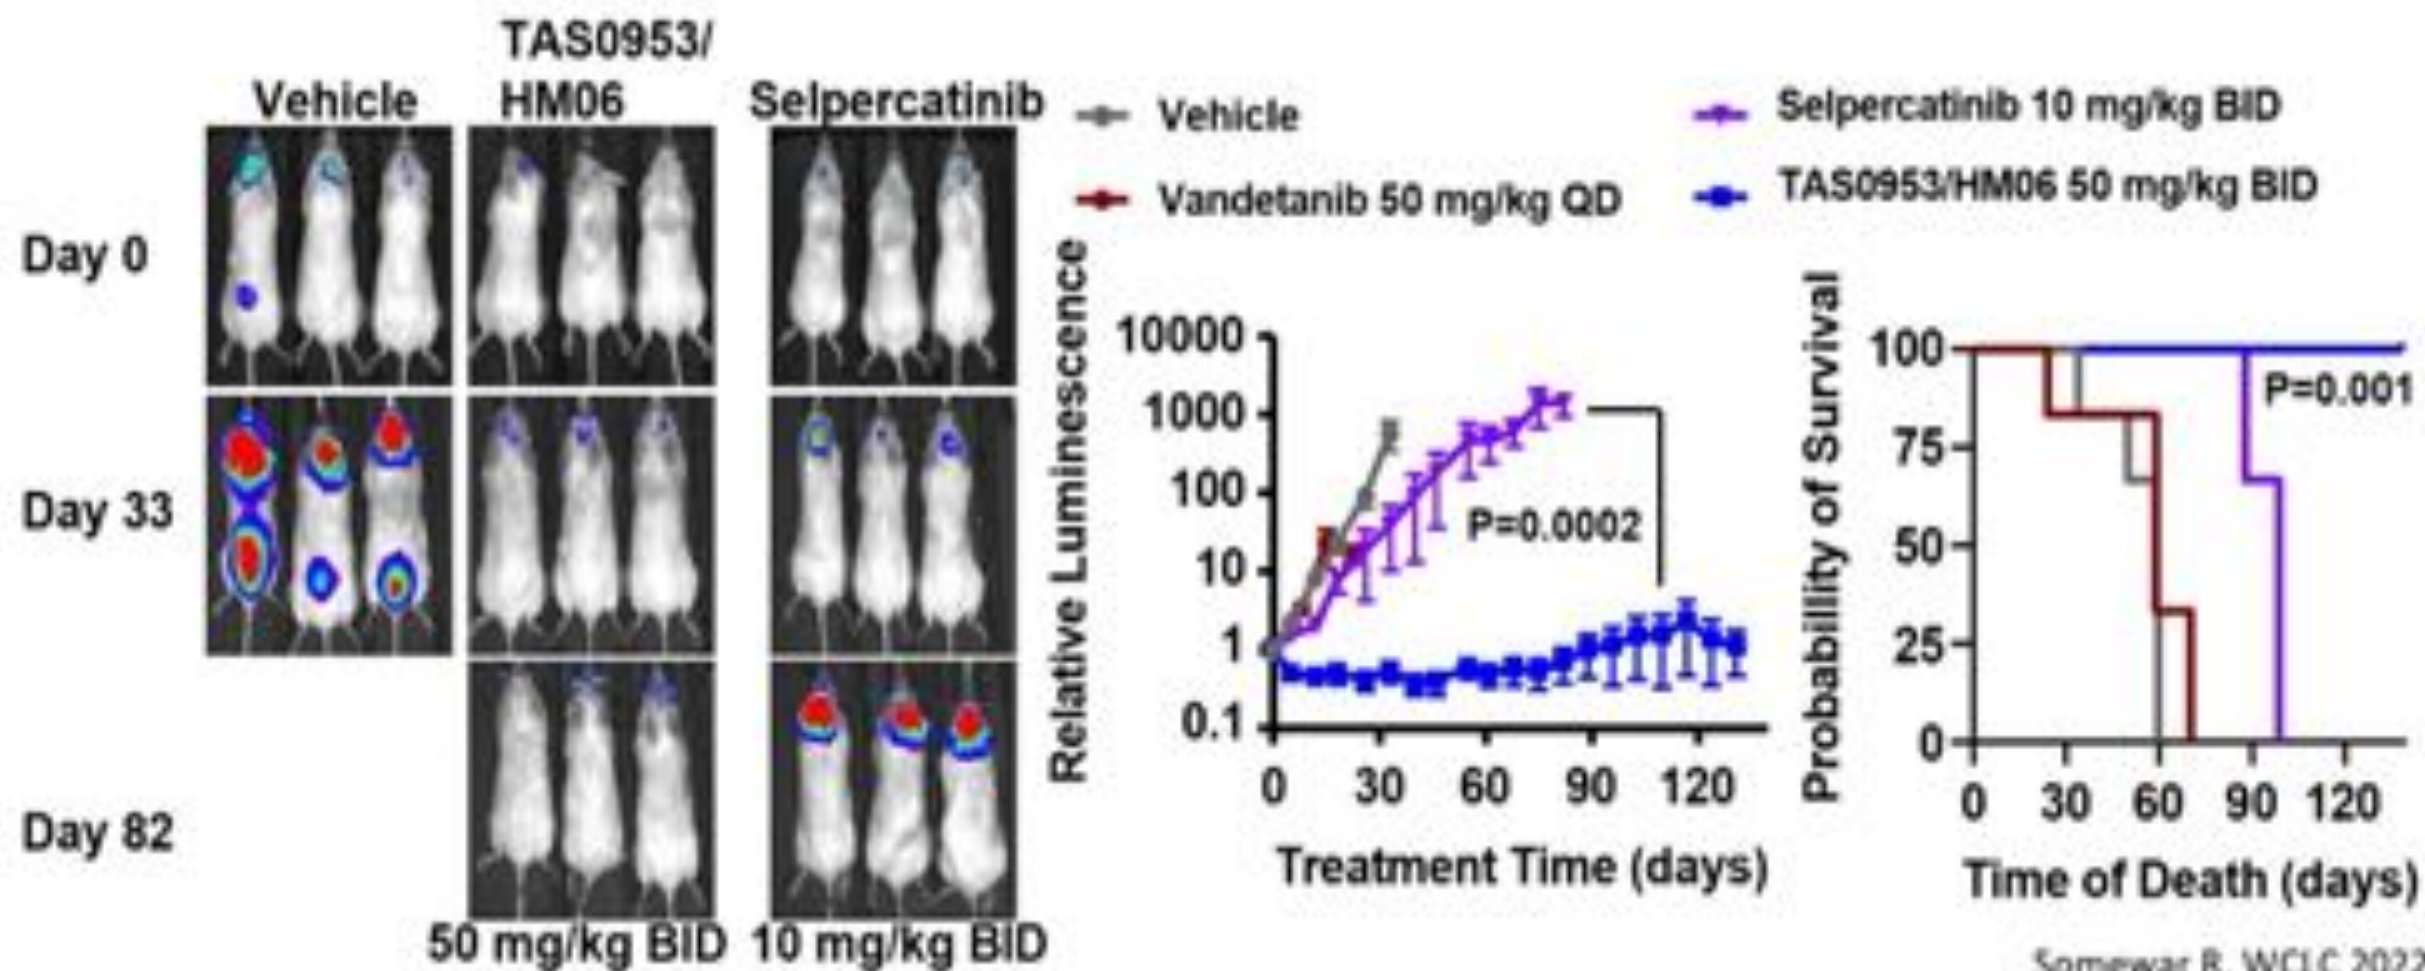 TAS0953/
Vehicle HM06 Selpercatinib
Day 0
Day 33
Day 82
50 mg/kg BID 10 mg/kg BID
Vehicle
Vandetanib 50 mg/kg QD
Selpercatinib 10 mg/kg BID
TAS0953/HM06 50 mg/kg BID
Relative Luminescence
10000
1000
100
10
1
0.1
P=0.0002
0 30 60 90 120
Treatment Time (days)
Probability of Survival
100
75
50
25
0
P=0.001
0 30 60 90 120
Time of Death (days)
Somewar R, WCLC 2022